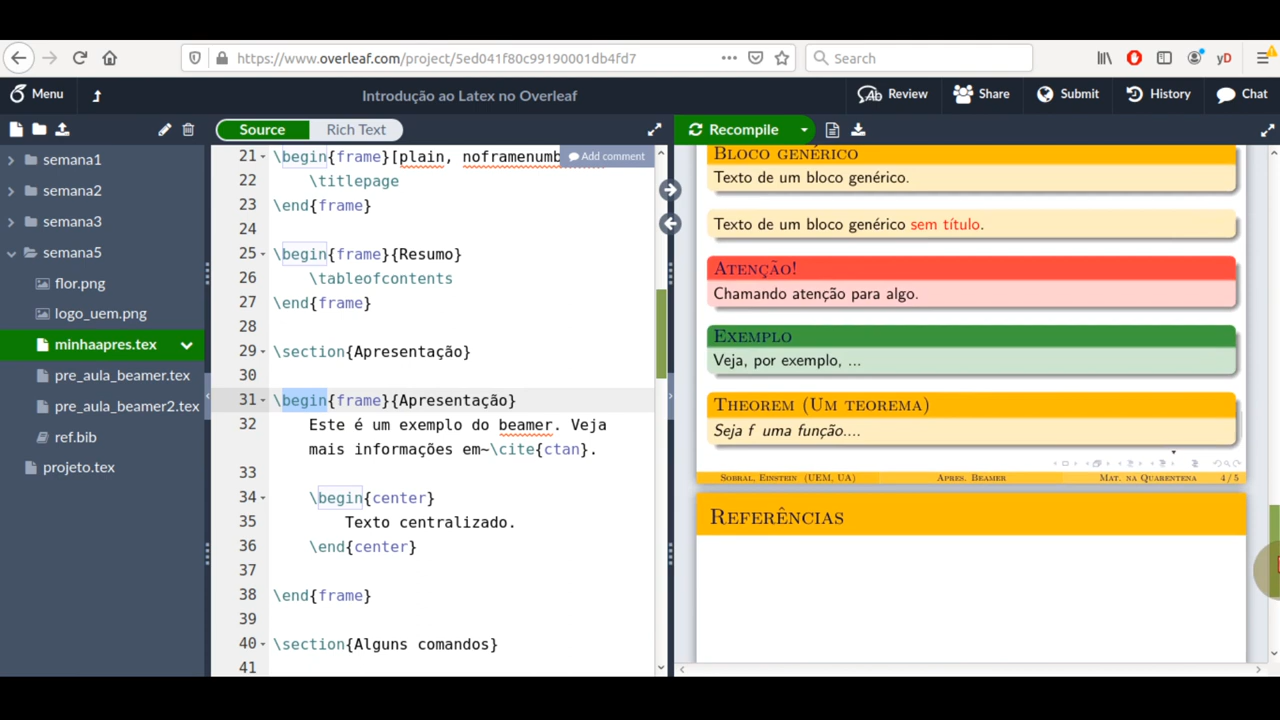 https://www.overleaf.com/project/5ed041f80c99190001db4fd7
Search
Menu
Introdução ao Latex no Overleaf
Review
Share
Submit
History
Chat
Source
Rich Text
Recompile
semana1
semana2
semana3
semana5
flor.png
logo_uem.png
minhaapres.tex
pre_aula_beamer.tex
pre_aula_beamer2.tex
ref.bib
projeto.tex
Add comment
21 \begin{frame}[plain, noframenumb
22 \titlepage
23 \end{frame}
24
25 \begin{frame}{Resumo}
26 \tableofcontents
27 \end{frame}
28
29 \section{Apresentação}
30
31 \begin{frame}{Apresentação}
32 Este é um exemplo do beamer. Veja
mais informações em~\cite{ctan}.
33
34 \begin{center}
35 Texto centralizado.
36 \end{center}
37
38 \end{frame}
39
40 \section{Alguns comandos}
41
Bloco genérico
Texto de um bloco genérico.
Texto de um bloco genérico sem título.
Atenção!
Chamando atenção para algo.
Exemplo
Veja, por exemplo, ...
Theorem (Um teorema)
Seja f uma função....
Sobral, Einstein (UEM, UA)
Apres. Beamer
Mat. na Quarentena
4 / 5
Referências